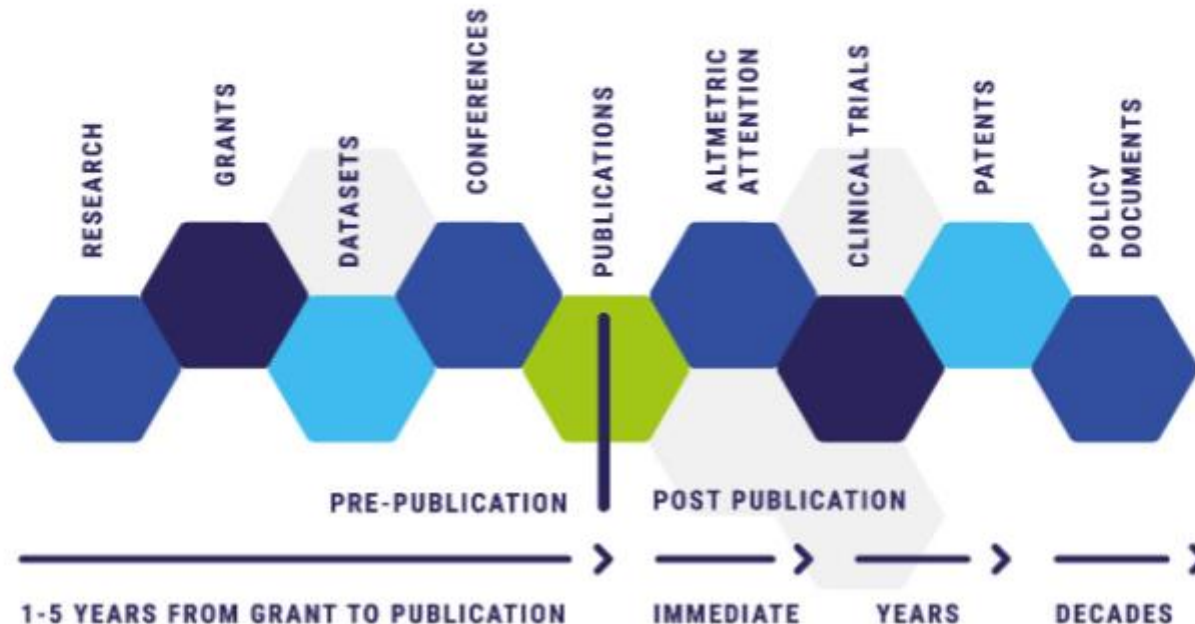 RESEARCH
GRANTS
DATASETS
CONFERENCES
PUBLICATIONS
ALTMETRIC
ATTENTION
CLINICAL TRIALS
PATENTS
POLICY
DOCUMENTS
PRE-PUBLICATION
POST PUBLICATION
1-5 YEARS FROM GRANT TO PUBLICATION
IMMEDIATE
YEARS
DECADES